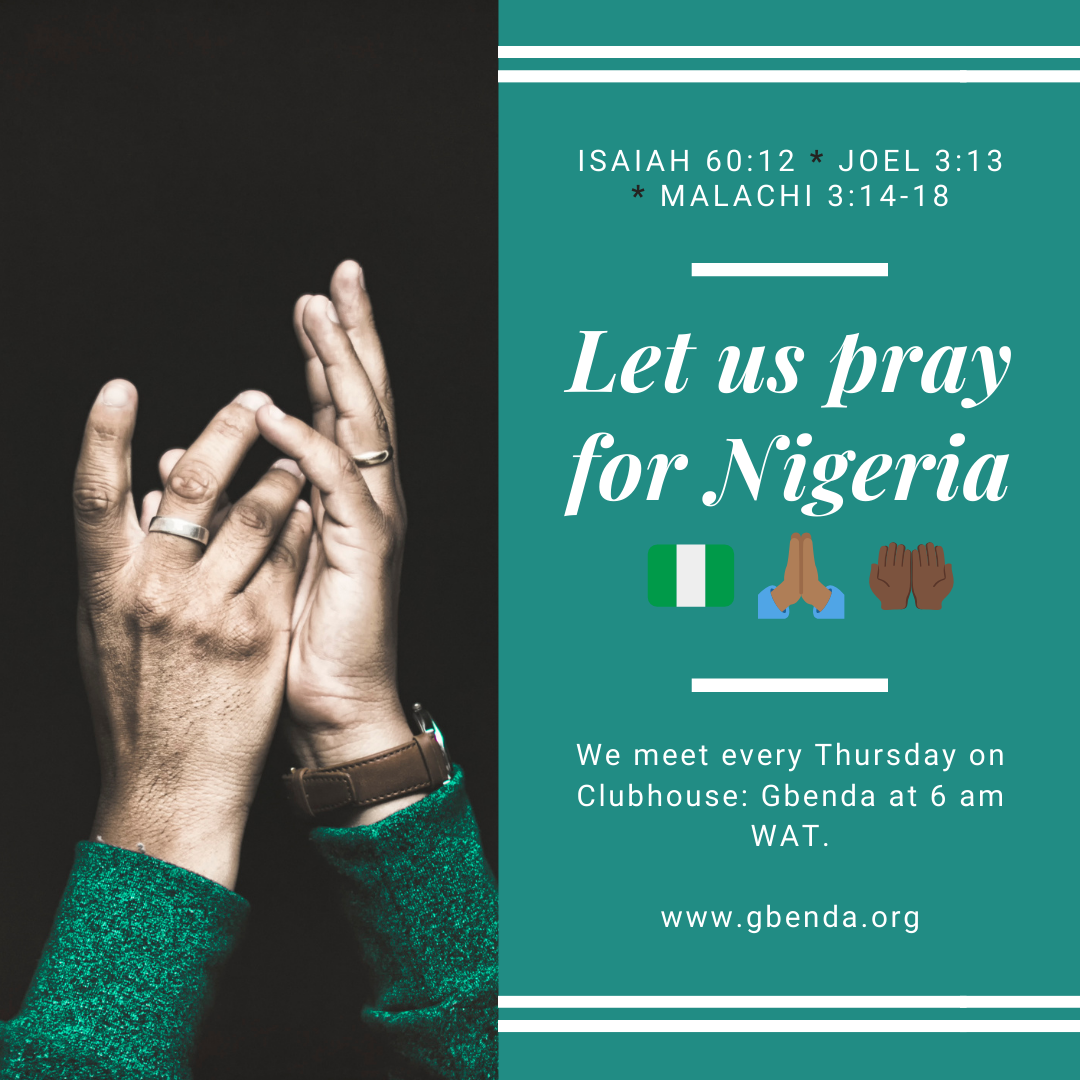 ISAIAH 60:12 * JOEL 3:13
* MALACHI 3:14-18
Let us pray
for Nigeria
We meet every Thursday on
Clubhouse: Gbenda at 6 am
WAT.
www.gbenda.org